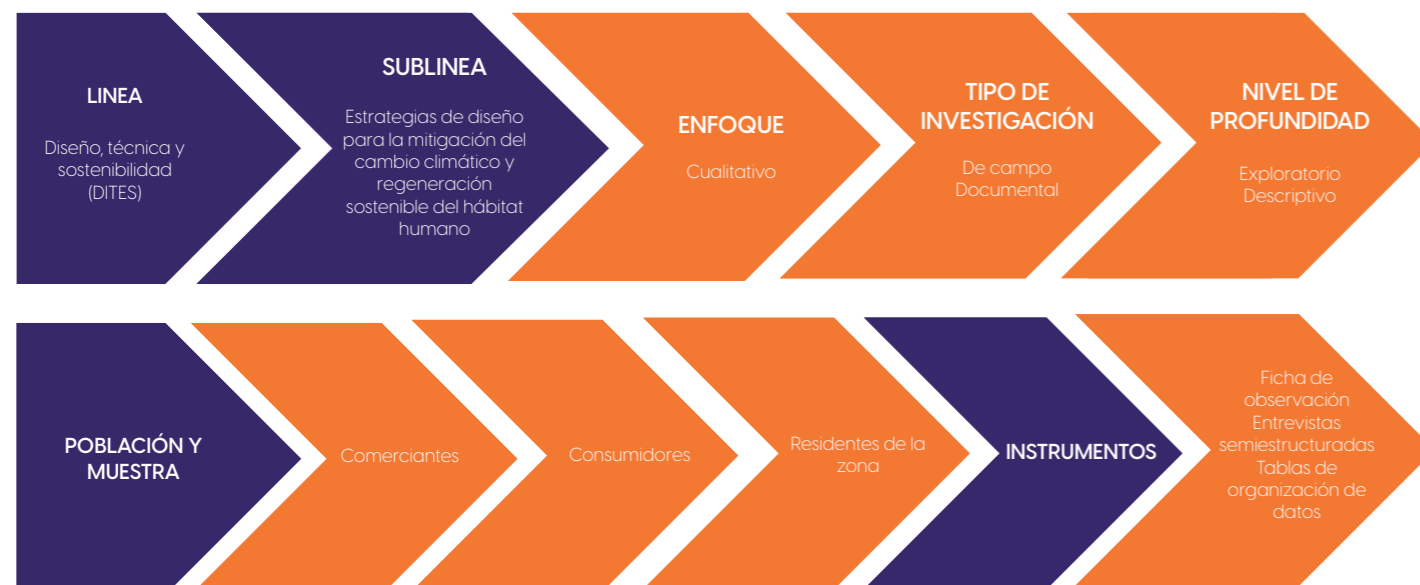 LINEA
Diseño, técnica y
sostenibilidad
(DITES)
SUBLINEA
Estrategias de diseño
para la mitigación del
cambio climático y
regeneración
sostenible del hábitat
humano
ENFOQUE
Cualitativo
TIPO DE
INVESTIGACIÓN
De campo
Documental
NIVEL DE
PROFUNDIDAD
Exploratorio
Descriptivo
POBLACIÓN Y
MUESTRA
Comerciantes
Consumidores
Residentes de la
zona
INSTRUMENTOS
Ficha de
observación
Entrevistas
semiestructuradas
Tablas de
organización de
datos